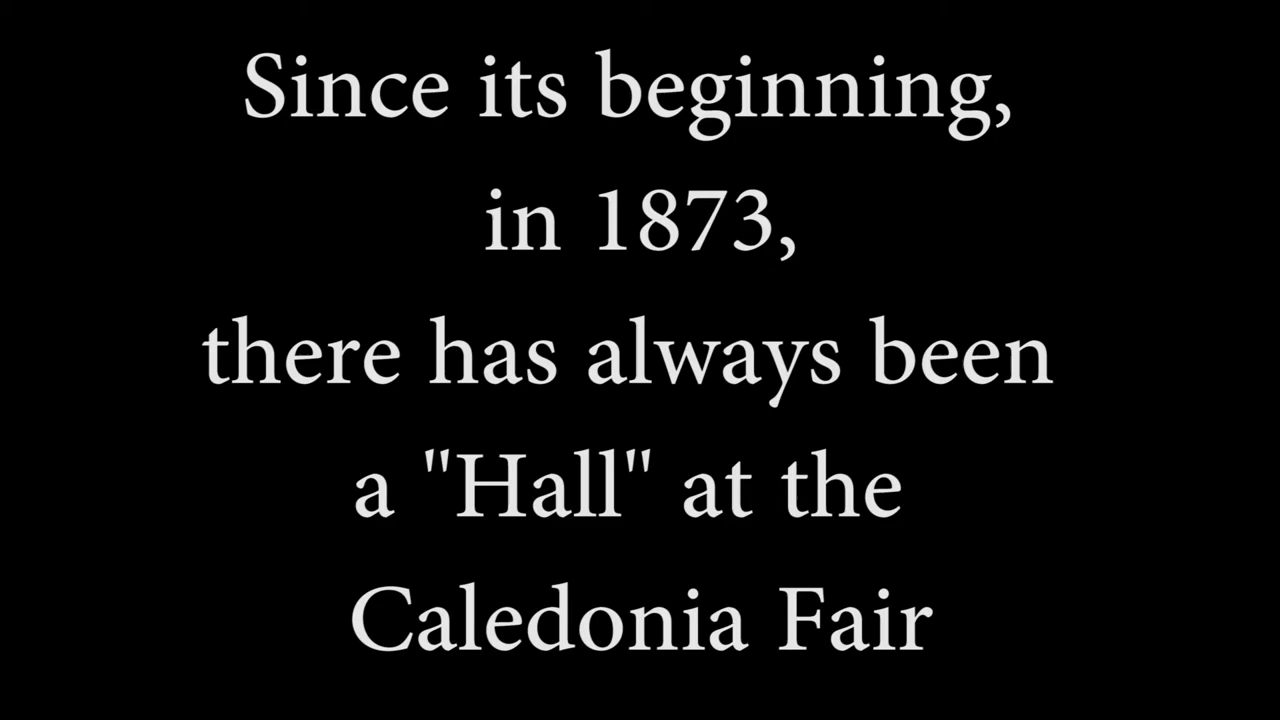 Since its beginning,
in 1873,
there has always been
a "Hall" at the
Caledonia Fair